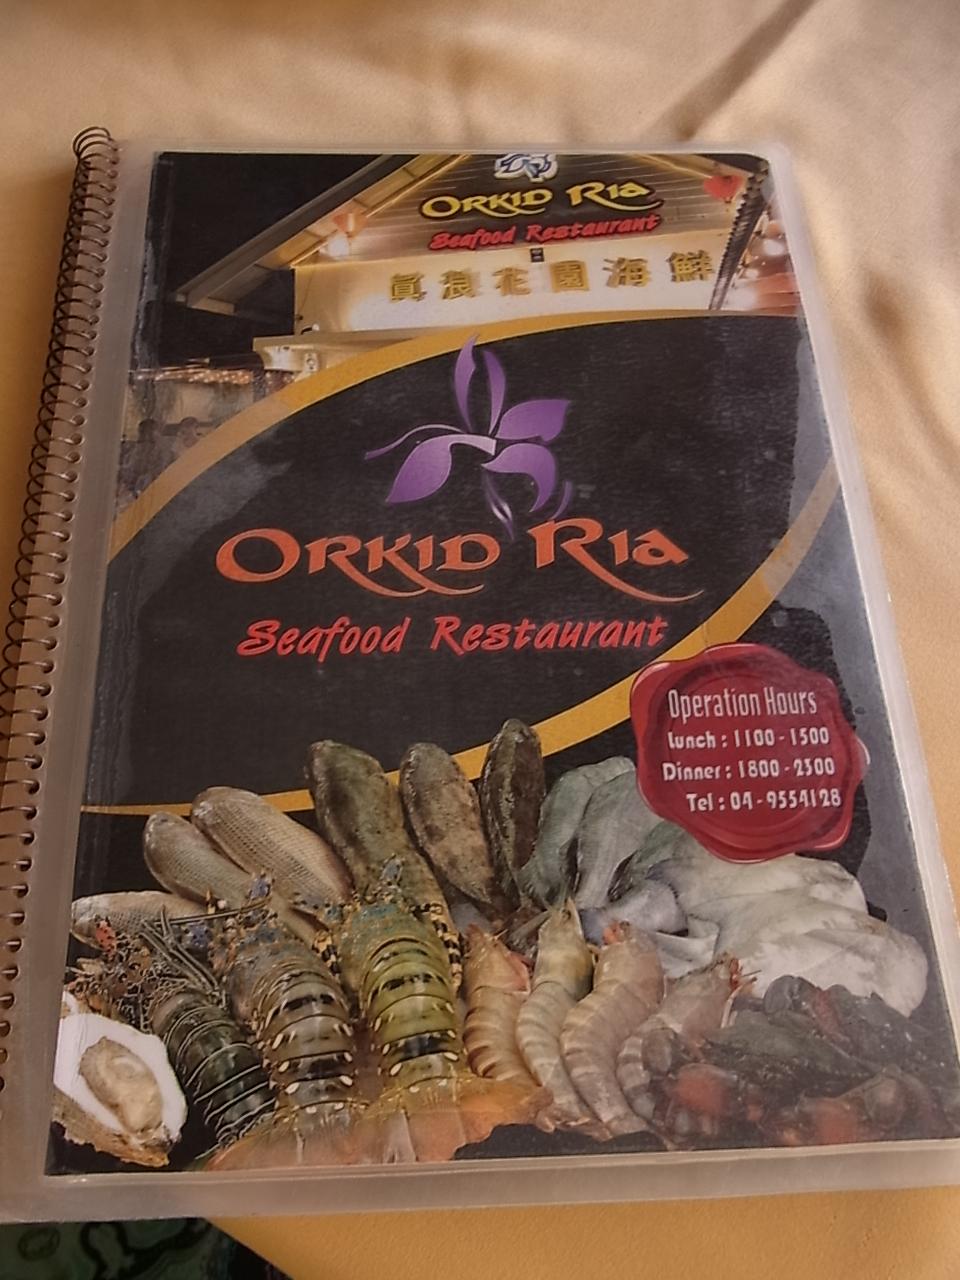 ORKID RIA
Seafood Restaurant
真浪花園海鮮
ORKID RIA
Seafood Restaurant
Operation Hours
Lunch : 1100 - 1500
Dinner : 1800 - 2300
Tel : 04 - 9554128